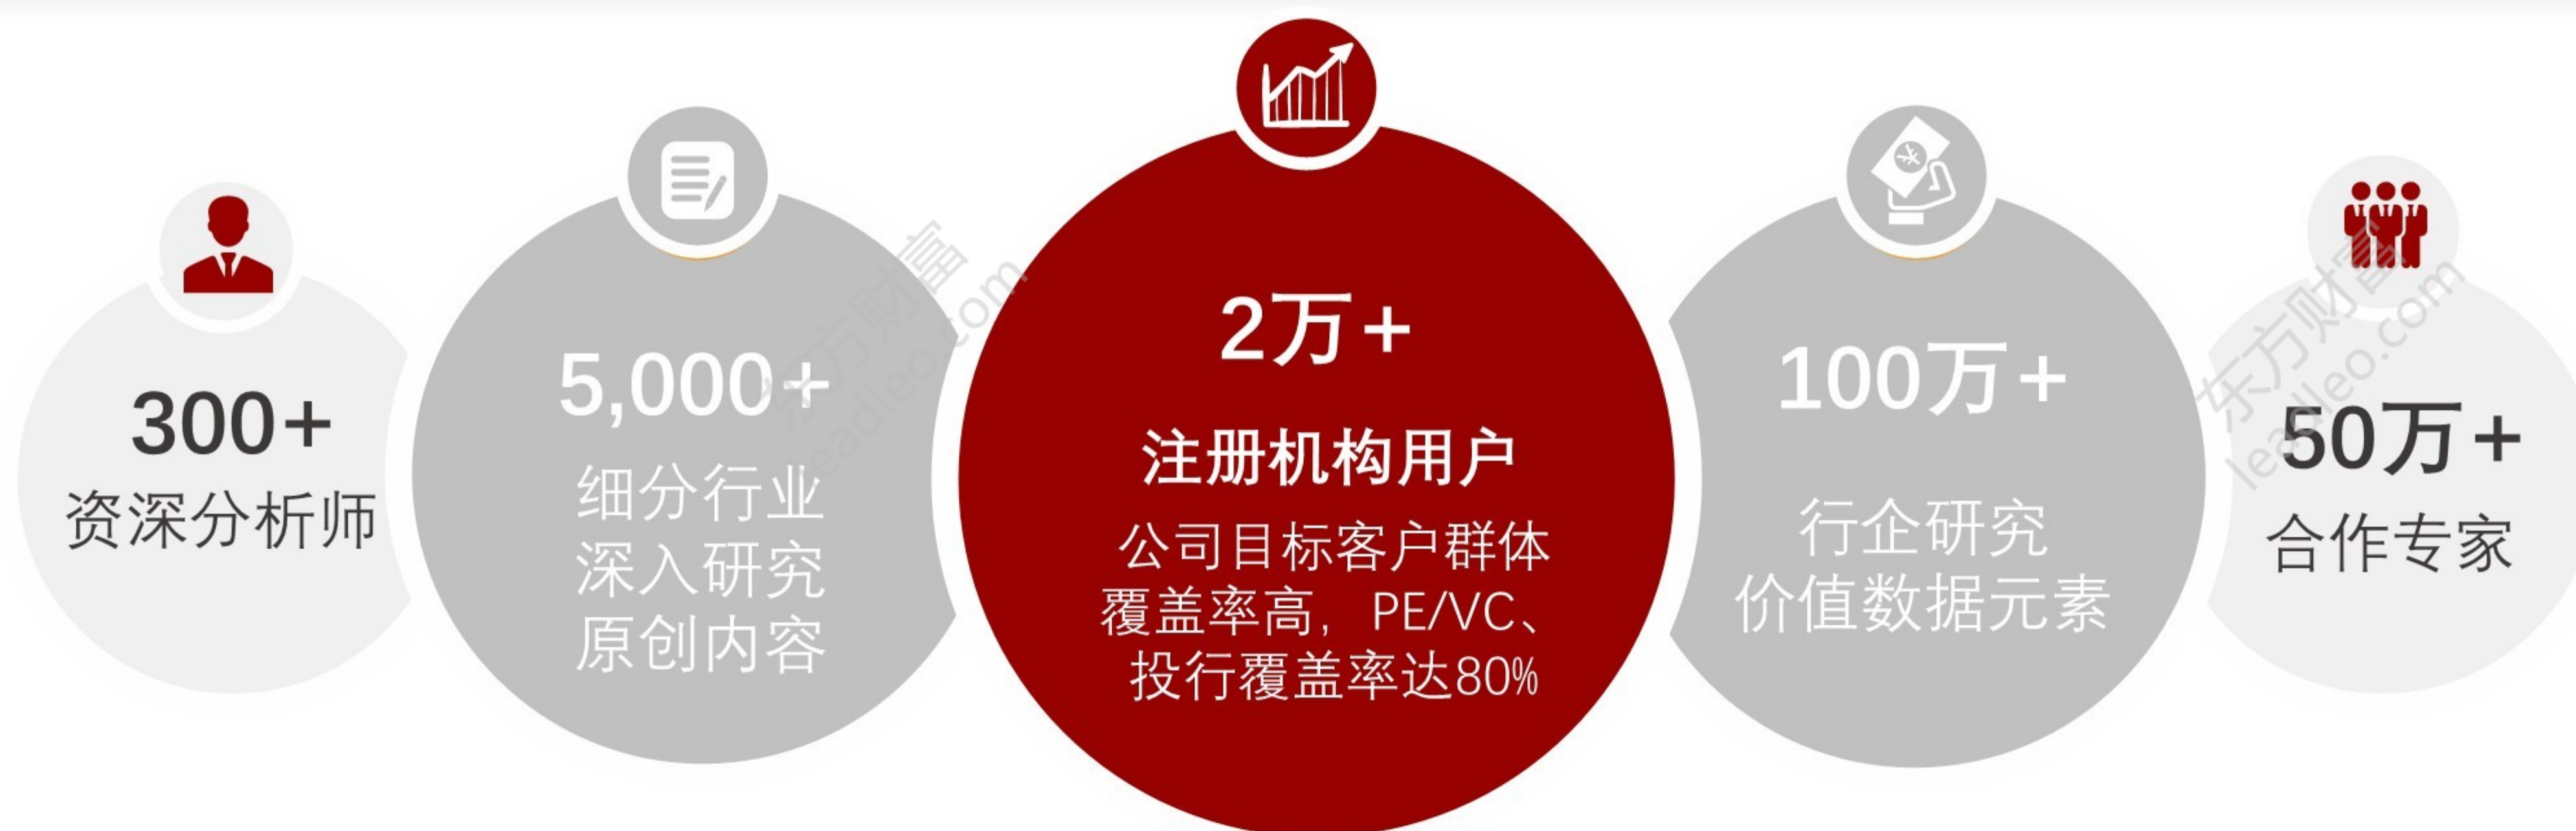 300+
资深分析师
5,000+
细分行业
深入研究
原创内容
2万+
注册机构用户
公司目标客户群体
覆盖率高，PE/VC、
投行覆盖率达80%
100万+
行企研究
价值数据元素
50万+
合作专家
东方财富
leadleo.com
东方财富
leadleo.com